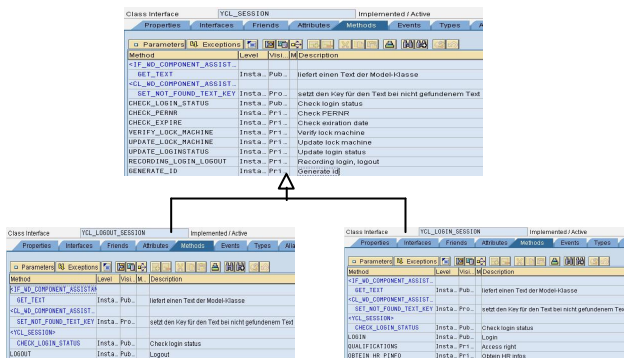 Class Interface YCL_SESSION Implemented / Active
Properties Interfaces Friends Attributes Methods Events Types A
Parameters Exceptions
Method Level Visi... M Description
<IF_WD_COMPONENT_ASSIST...
GET_TEXT Insta... Pub... liefert einen Text der Model-Klasse
<CL_WD_COMPONENT_ASSIST...
SET_NOT_FOUND_TEXT_KEY Insta... Pro... setzt den Key für den Text bei nicht gefundenem Text
CHECK_LOGIN_STATUS Insta... Pub... Check login status
CHECK_PERNR Insta... Pri... Check PERNR
CHECK_EXPIRE Insta... Pri... Check exiration date
VERIFY_LOCK_MACHINE Insta... Pri... Verify lock machine
UPDATE_LOCK_MACHINE Insta... Pri... Update lock machine
UPDATE_LOGINSTATUS Insta... Pri... Update login status
RECORDING_LOGIN_LOGOUT Insta... Pri... Recording login, logout
GENERATE_ID Insta... Pri... Generate id
Class Interface YCL_LOGOUT_SESSION Implemented / Active
Properties Interfaces Friends Attributes Methods Events Types Alia
Parameters Exceptions
Method Level Visi... M... Description
<IF_WD_COMPONENT_ASSISTAN
GET_TEXT Insta... Pub... liefert einen Text der Model-Klasse
<CL_WD_COMPONENT_ASSIST...
SET_NOT_FOUND_TEXT_KEY Insta... Pro... setzt den Key für den Text bei nicht gefundenem Text
<YCL_SESSION>
CHECK_LOGIN_STATUS Insta... Pub... Check login status
LOGOUT Insta... Pub... Logout
Class Interface YCL_LOGIN_SESSION Implemented / Active
Properties Interfaces Friends Attributes Methods Events Types
Parameters Exceptions
Method Level Visi... M Description
<IF_WD_COMPONENT_ASSIST...
GET_TEXT Insta... Pub... liefert einen Text der Model-Klasse
<CL_WD_COMPONENT_ASSIST...
SET_NOT_FOUND_TEXT_KEY Insta... Pro... setzt den Key für den Text bei nicht gefundenem Tex
<YCL_SESSION>
CHECK_LOGIN_STATUS Insta... Pub... Check login status
LOGIN Insta... Pub... Login
QUALIFICATIONS Insta... Pri... Access right
OBTEIN_HR_PINFO Insta... Pri... Obtein HR infos